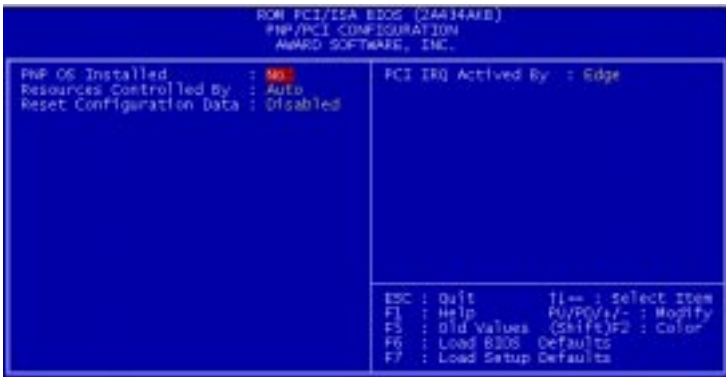 ROM PCI/ISA BIOS (2A434AKB)
PNP/PCI CONFIGURATION
AWARD SOFTWARE, INC.
PNP OS Installed : No
Resources Controlled By : Auto
Reset Configuration Data : Disabled
PCI IRQ Actived By : Edge
ESC : Quit ↑↓→← : Select Item
F1 : Help PU/PD/+/- : Modify
F5 : Old Values (Shift)F2 : Color
F6 : Load BIOS Defaults
F7 : Load Setup Defaults